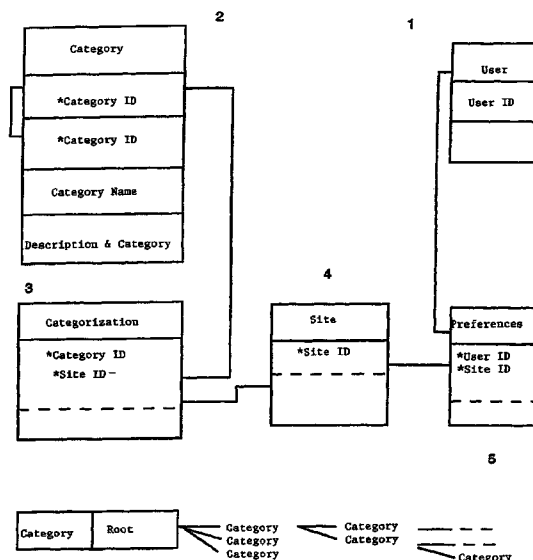 2
1
Category
*Category ID
*Category ID
Category Name
Description & Category
User
User ID
3
4
Categorization
*Category ID
*Site ID
Site
*Site ID
Preferences
*User ID
*Site ID
5
Category
Root
Category
Category
Category
Category
Category
Category